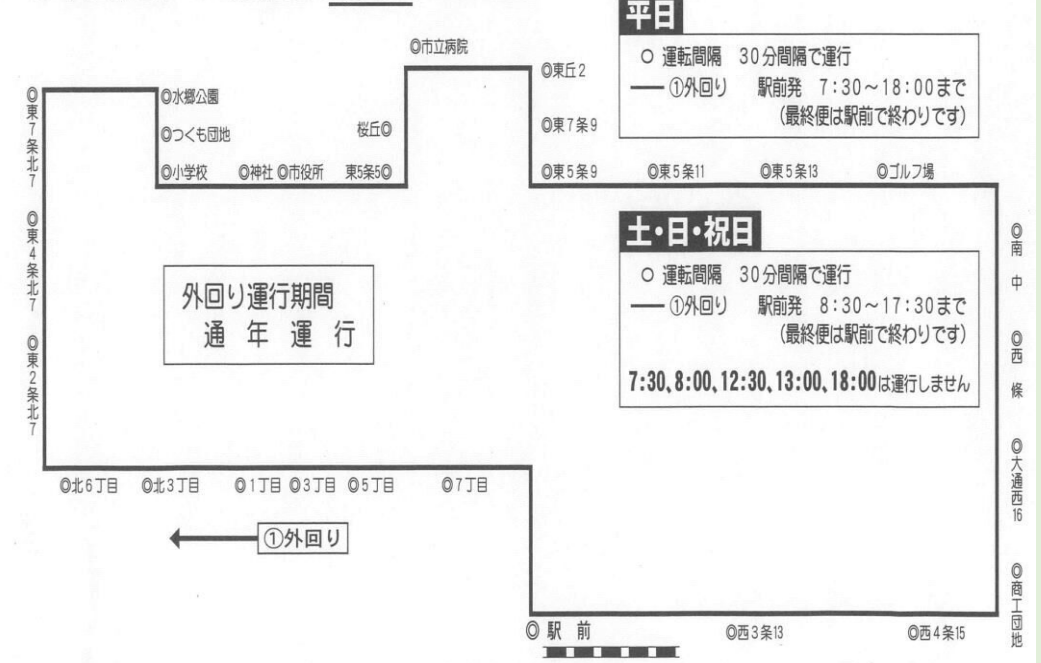 平日
○ 運転間隔 30分間隔で運行
── ①外回り 駅前発 7:30～18:00まで
(最終便は駅前で終わりです)
◎市立病院
◎東丘2
◎東7条9
◎東5条9
◎東5条11
◎東5条13
◎ゴルフ場
◎水郷公園
◎つくも団地
◎小学校
◎神社
◎市役所
東5条5◎
桜丘◎
◎東7条北7
◎東4条北7
◎東2条北7
外回り運行期間
通年運行
土・日・祝日
○ 運転間隔 30分間隔で運行
── ①外回り 駅前発 8:30～17:30まで
(最終便は駅前で終わりです)
7:30、8:00、12:30、13:00、18:00は運行しません
◎南中
◎西條
◎大通西16
◎商工団地
◎北6丁目
◎北3丁目
◎1丁目
◎3丁目
◎5丁目
◎7丁目
①外回り
◎駅前
◎西3条13
◎西4条15